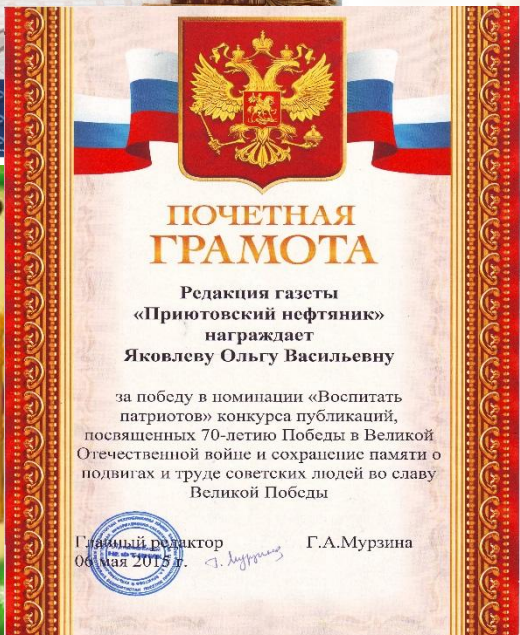 ПОЧЕТНАЯ
ГРАМОТА
Редакция газеты
«Приютовский нефтяник»
награждает
Яковлеву Ольгу Васильевну
за победу в номинации «Воспитать
патриотов» конкурса публикаций,
посвященных 70-летию Победы в Великой
Отечественной войне и сохранение памяти о
подвигах и труде советских людей во славу
Великой Победы
Главный редактор Г.А.Мурзина
06 мая 2015 г.